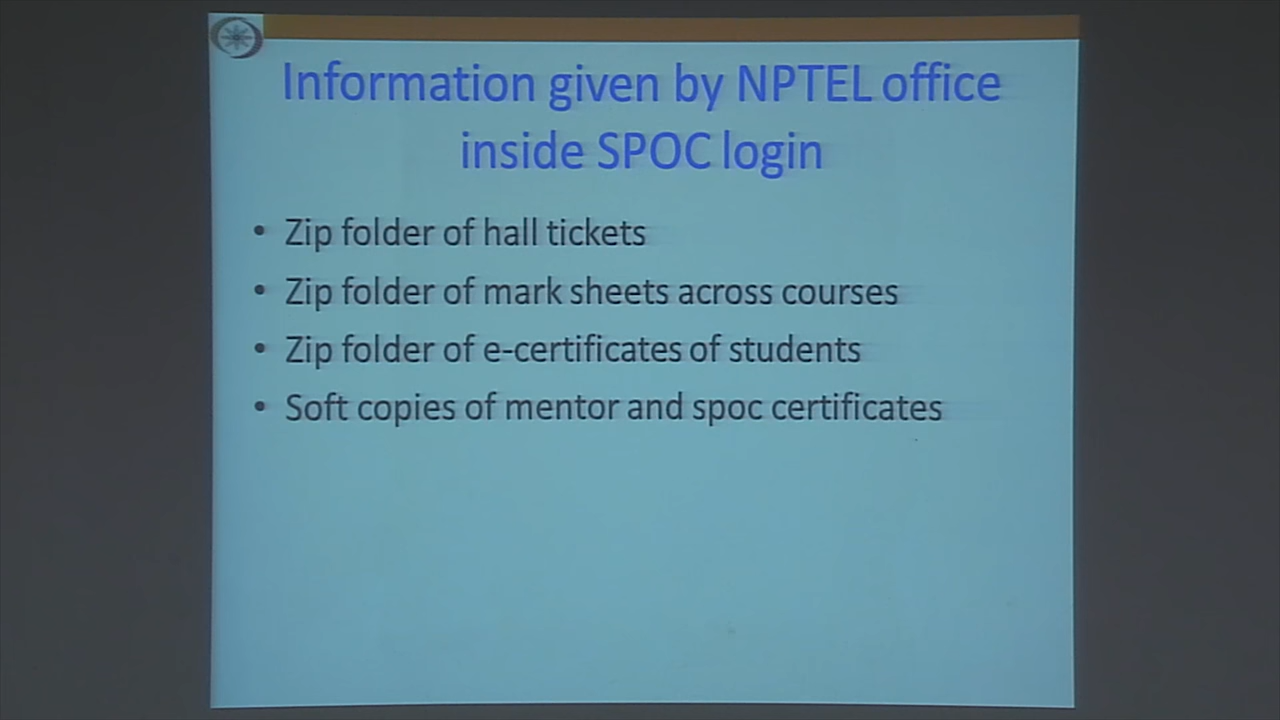 Information given by NPTEL office
inside SPOC login
• Zip folder of hall tickets
• Zip folder of mark sheets across courses
• Zip folder of e-certificates of students
• Soft copies of mentor and spoc certificates